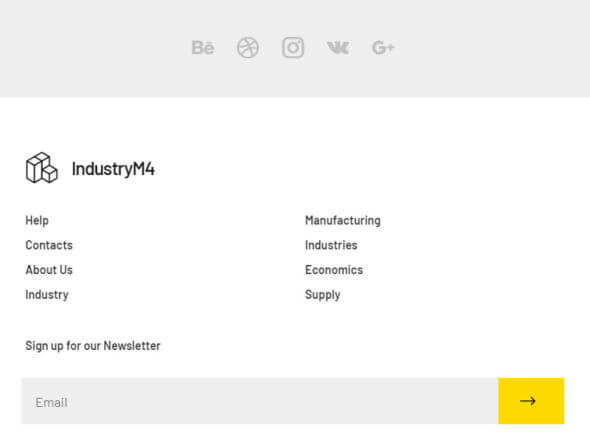 Bē
G+
IndustryM4
Help
Contacts
About Us
Industry
Manufacturing
Industries
Economics
Supply
Sign up for our Newsletter
Email